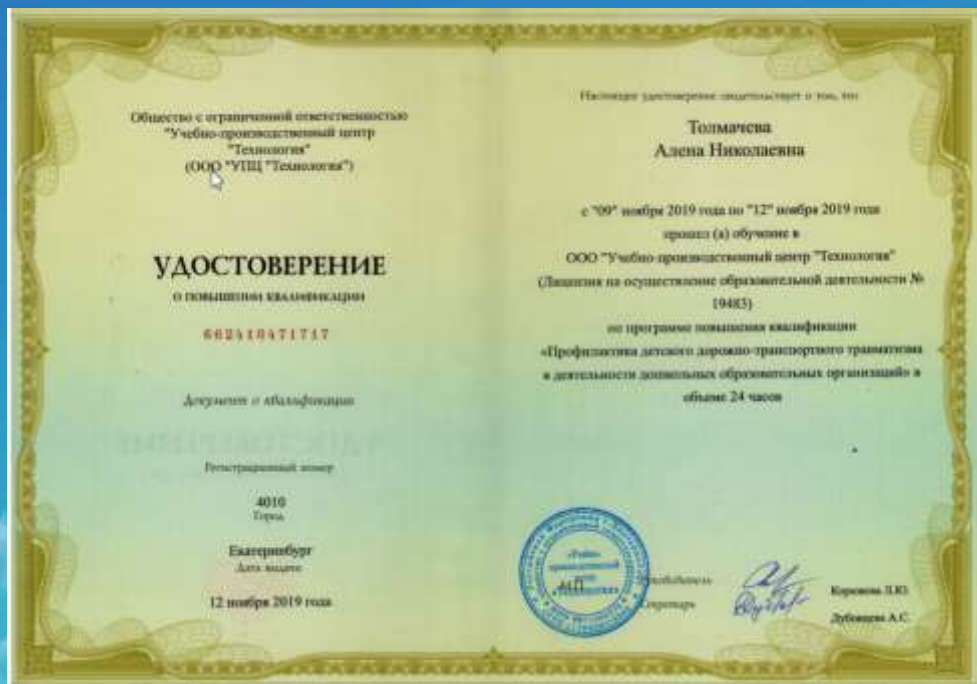 Общество с ограниченной ответственностью
"Учебно-производственный центр
"Технология"
(ООО "УПЦ "Технология")
УДОСТОВЕРЕНИЕ
О ПОВЫШЕНИИ КВАЛИФИКАЦИИ
662410471717
Документ о квалификации
Регистрационный номер
4010
Город
Екатеринбург
Дата выдачи
12 ноября 2019 года
Настоящее удостоверение свидетельствует о том, что
Толмачева
Алена Николаевна
с "09" ноября 2019 года по "12" ноября 2019 года
прошел (а) обучение в
ООО "Учебно-производственный центр "Технология"
(Лицензия на осуществление образовательной деятельности №
19483)
по программе повышения квалификации
«Профилактика детского дорожно-транспортного травматизма
в деятельности дошкольных образовательных организаций» в
объеме 24 часов
М.П.
Руководитель
Секретарь
Дубовцева А.С.